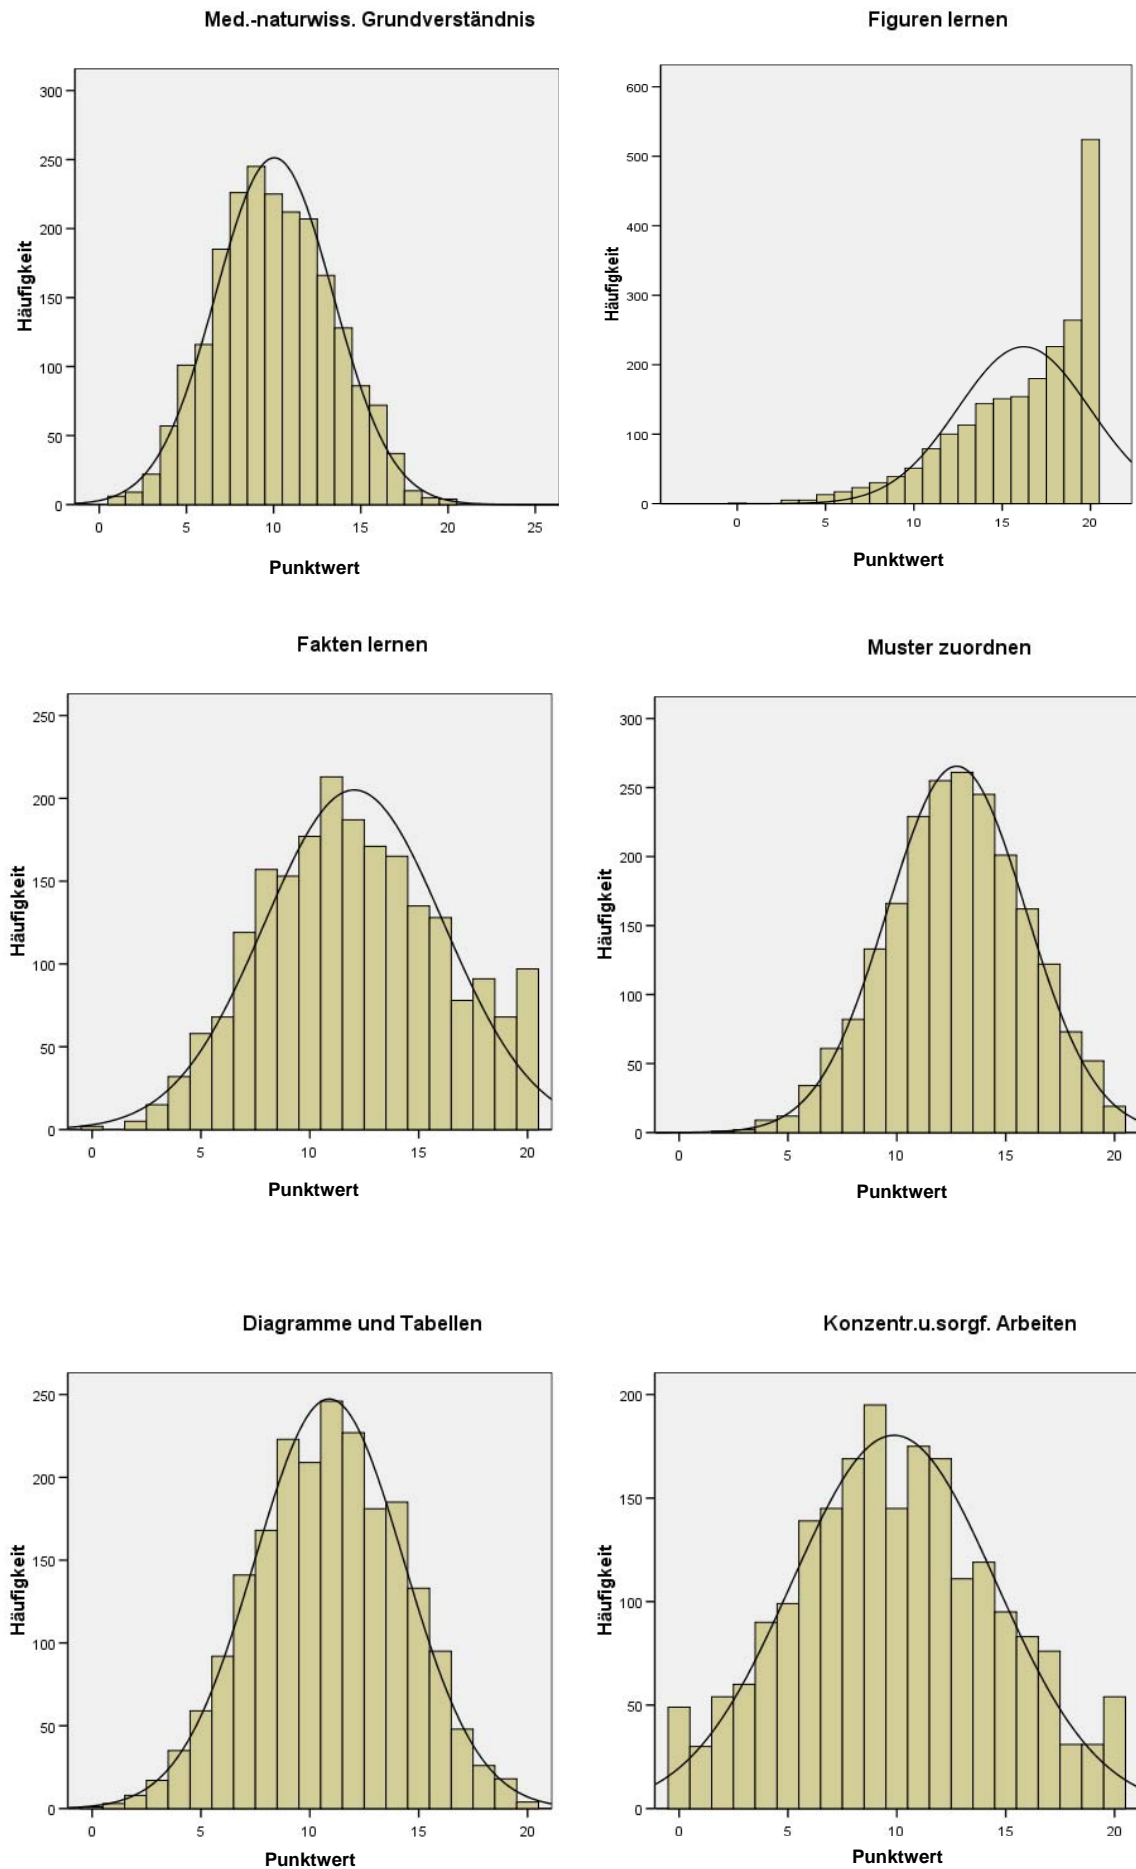 Med.-naturwiss. Grundverständnis
300
250
200
150
100
50
0
Häufigkeit
0 5 10 15 20 25
Punktwert
Figuren lernen
600
500
400
300
200
100
0
Häufigkeit
0 5 10 15 20
Punktwert
Fakten lernen
250
200
150
100
50
0
Häufigkeit
0 5 10 15 20
Punktwert
Muster zuordnen
300
250
200
150
100
50
0
Häufigkeit
0 5 10 15 20
Punktwert
Diagramme und Tabellen
250
200
150
100
50
0
Häufigkeit
0 5 10 15 20
Punktwert
Konzentr.u.sorgf. Arbeiten
200
150
100
50
0
Häufigkeit
0 5 10 15 20
Punktwert